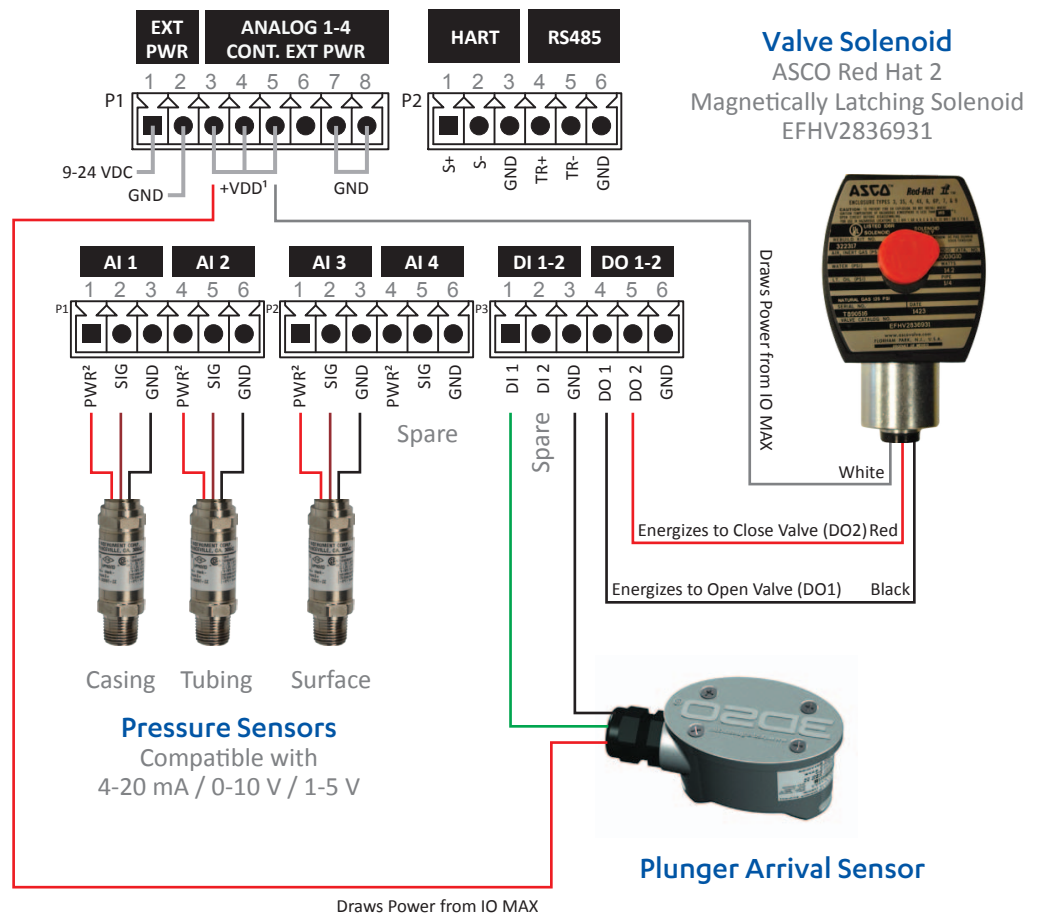 EXT
PWR
ANALOG 1-4
CONT. EXT PWR
HART
RS485
Valve Solenoid
ASCO Red Hat 2
Magnetically Latching Solenoid
EFHV2836931
1 2 3 4 5 6 7 8
P1
1 2 3 4 5 6
P2
S+ S- GND TR+ TR- GND
9-24 VDC
GND
+VDD¹
GND
ASCO Red-Hat II
322317
TB90516
1423
EFHV2836931
Draws Power from IO MAX
AI 1
AI 2
AI 3
AI 4
DI 1-2
DO 1-2
1 2 3 4 5 6
P1
1 2 3 4 5 6
P2
1 2 3 4 5 6
P3
PWR² SIG GND PWR² SIG GND
PWR² SIG GND PWR² SIG GND
DI 1 DI 2 GND DO 1 DO 2 GND
Spare
Spare
White
Energizes to Close Valve (DO2) Red
Energizes to Open Valve (DO1) Black
Casing Tubing Surface
Pressure Sensors
Compatible with
4-20 mA / 0-10 V / 1-5 V
Plunger Arrival Sensor
Draws Power from IO MAX